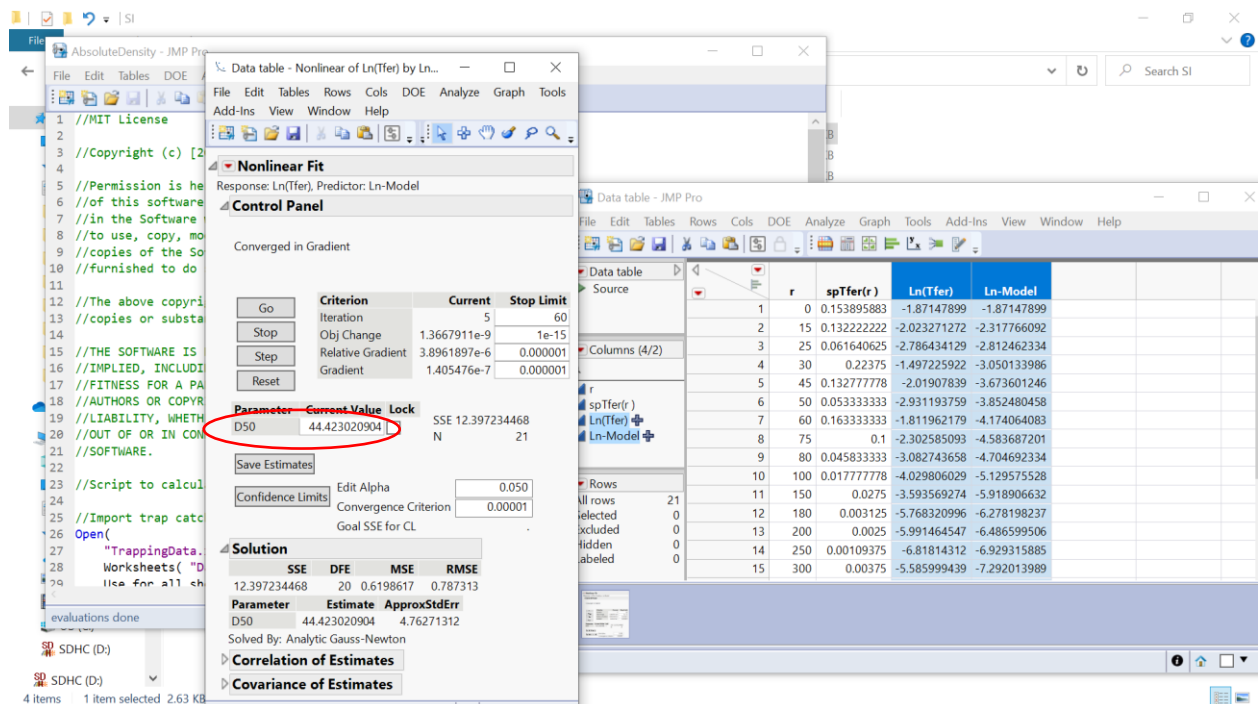 SI
File
Search SI
AbsoluteDensity - JMP Pro
File Edit Tables DOE
1 //MIT License
2
3 //Copyright (c) [2
4
5 //Permission is he
6 //of this software
7 //in the Software
8 //to use, copy, mo
9 //copies of the So
10 //furnished to do
11
12 //The above copyri
13 //copies or substa
14
15 //THE SOFTWARE IS
16 //IMPLIED, INCLUDI
17 //FITNESS FOR A PA
18 //AUTHORS OR COPYR
19 //LIABILITY, WHETH
20 //OUT OF OR IN CON
21 //SOFTWARE.
22
23 //Script to calcul
24
25 //Import trap catc
26 Open(
27 "TrappingData.
28 Worksheets( "D
29 Use for all sh
evaluations done
SDHC (D:)
SDHC (D:)
4 items 1 item selected 2.63 KB
Data table - Nonlinear of Ln(Tfer) by Ln...
File Edit Tables Rows Cols DOE Analyze Graph Tools
Add-Ins View Window Help
Nonlinear Fit
Response: Ln(Tfer), Predictor: Ln-Model
Control Panel
Converged in Gradient
Go
Stop
Step
Reset
Criterion Current Stop Limit
Iteration 5 60
Obj Change 1.3667911e-9 1e-15
Relative Gradient 3.8961897e-6 0.000001
Gradient 1.405476e-7 0.000001
Parameter Current Value Lock
D50 44.423020904
SSE 12.397234468
N 21
Save Estimates
Confidence Limits
Edit Alpha 0.050
Convergence Criterion 0.00001
Goal SSE for CL .
Solution
SSE DFE MSE RMSE
12.397234468 20 0.6198617 0.787313
Parameter Estimate ApproxStdErr
D50 44.423020904 4.76271312
Solved By: Analytic Gauss-Newton
Correlation of Estimates
Covariance of Estimates
Data table - JMP Pro
File Edit Tables Rows Cols DOE Analyze Graph Tools Add-Ins View Window Help
Data table
Source
Columns (4/2)
r
spTfer(r )
Ln(Tfer)
Ln-Model
Rows
All rows 21
Selected 0
Excluded 0
Hidden 0
Labeled 0
r spTfer(r ) Ln(Tfer) Ln-Model
1 0 0.153895883 -1.87147899 -1.87147899
2 15 0.132222222 -2.023271272 -2.317766092
3 25 0.061640625 -2.786434129 -2.812462334
4 30 0.22375 -1.497225922 -3.050133986
5 45 0.132777778 -2.01907839 -3.673601246
6 50 0.053333333 -2.931193759 -3.852480458
7 60 0.163333333 -1.811962179 -4.174064083
8 75 0.1 -2.302585093 -4.583687201
9 80 0.045833333 -3.082743658 -4.704692334
10 100 0.017777778 -4.029806029 -5.129575528
11 150 0.0275 -3.593569274 -5.918906632
12 180 0.003125 -5.768320996 -6.278198237
13 200 0.0025 -5.991464547 -6.486599506
14 250 0.00109375 -6.81814312 -6.929315885
15 300 0.00375 -5.585999439 -7.292013989